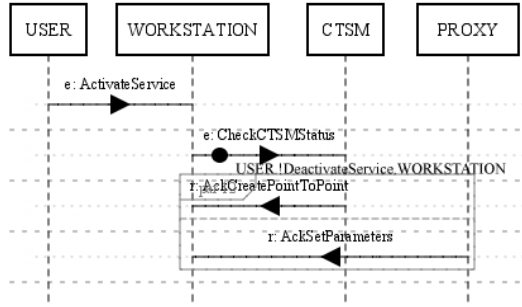 USER WORKSTATION CTSM PROXY
e: ActivateService
e: CheckCTSMStatus
USER !DeactivateService.WORKSTATION
r: AckCreatePointToPoint
r: AckSetParameters